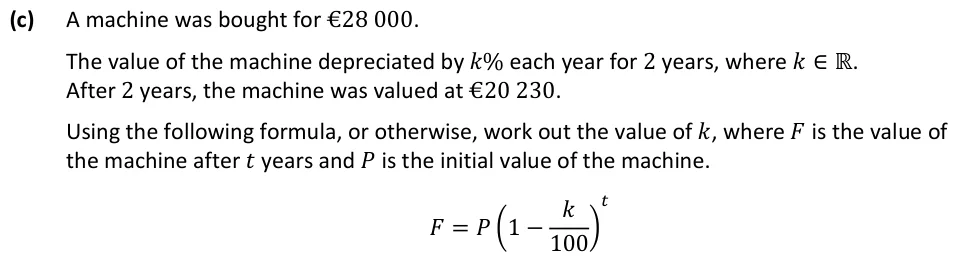 (c) A machine was bought for €28 000.
The value of the machine depreciated by k% each year for 2 years, where k ∈ ℝ.
After 2 years, the machine was valued at €20 230.
Using the following formula, or otherwise, work out the value of k, where F is the value of
the machine after t years and P is the initial value of the machine.
F = P(1 − k/100)^t